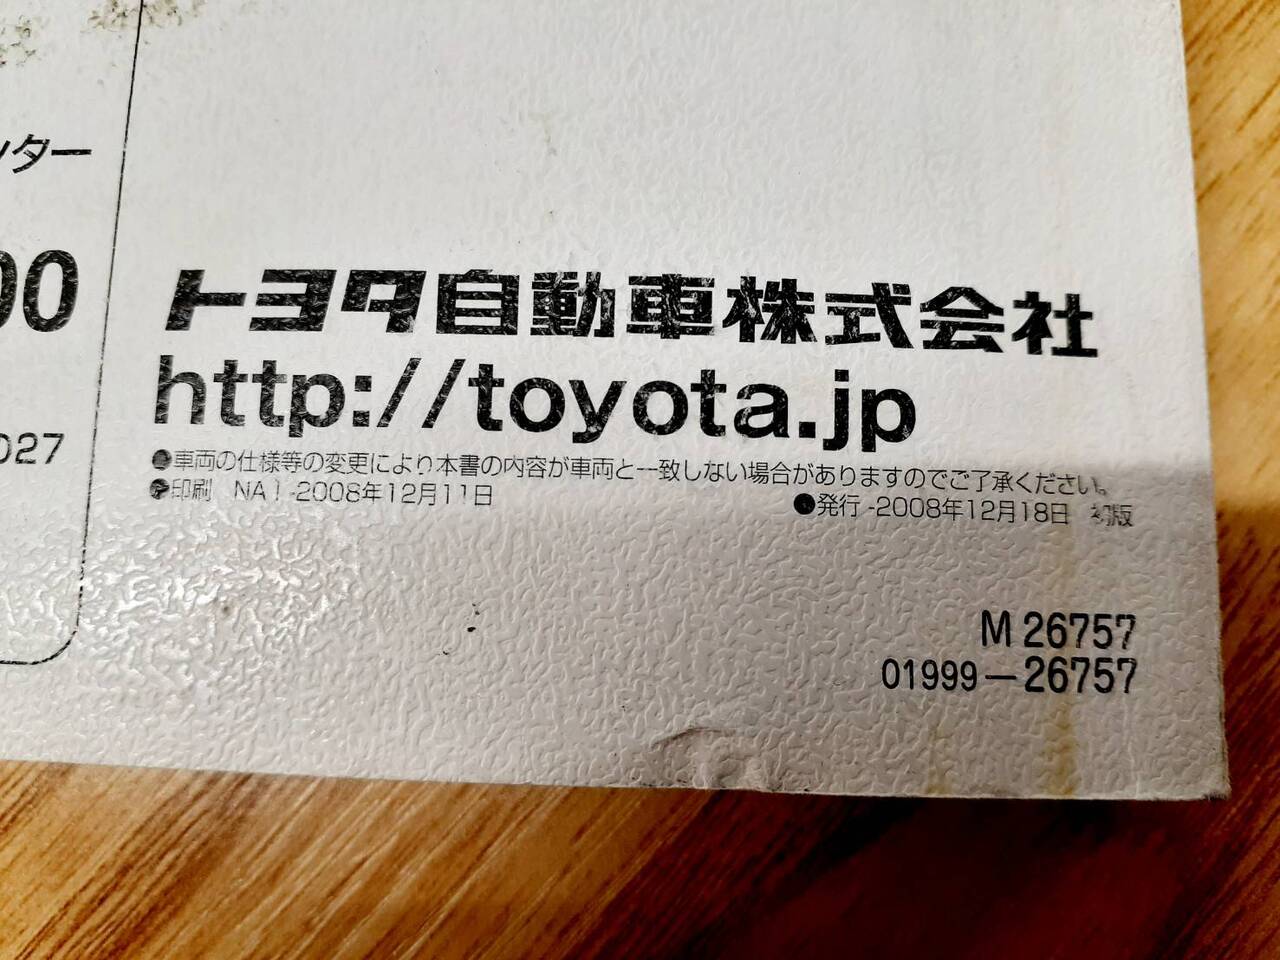 ンター
00
027
トヨタ自動車株式会社
http://toyota.jp
●車両の仕様等の変更により本書の内容が車両と一致しない場合がありますのでご了承ください。
●印刷 NA1-2008年12月11日 ●発行-2008年12月18日 初版
M 26757
01999-26757